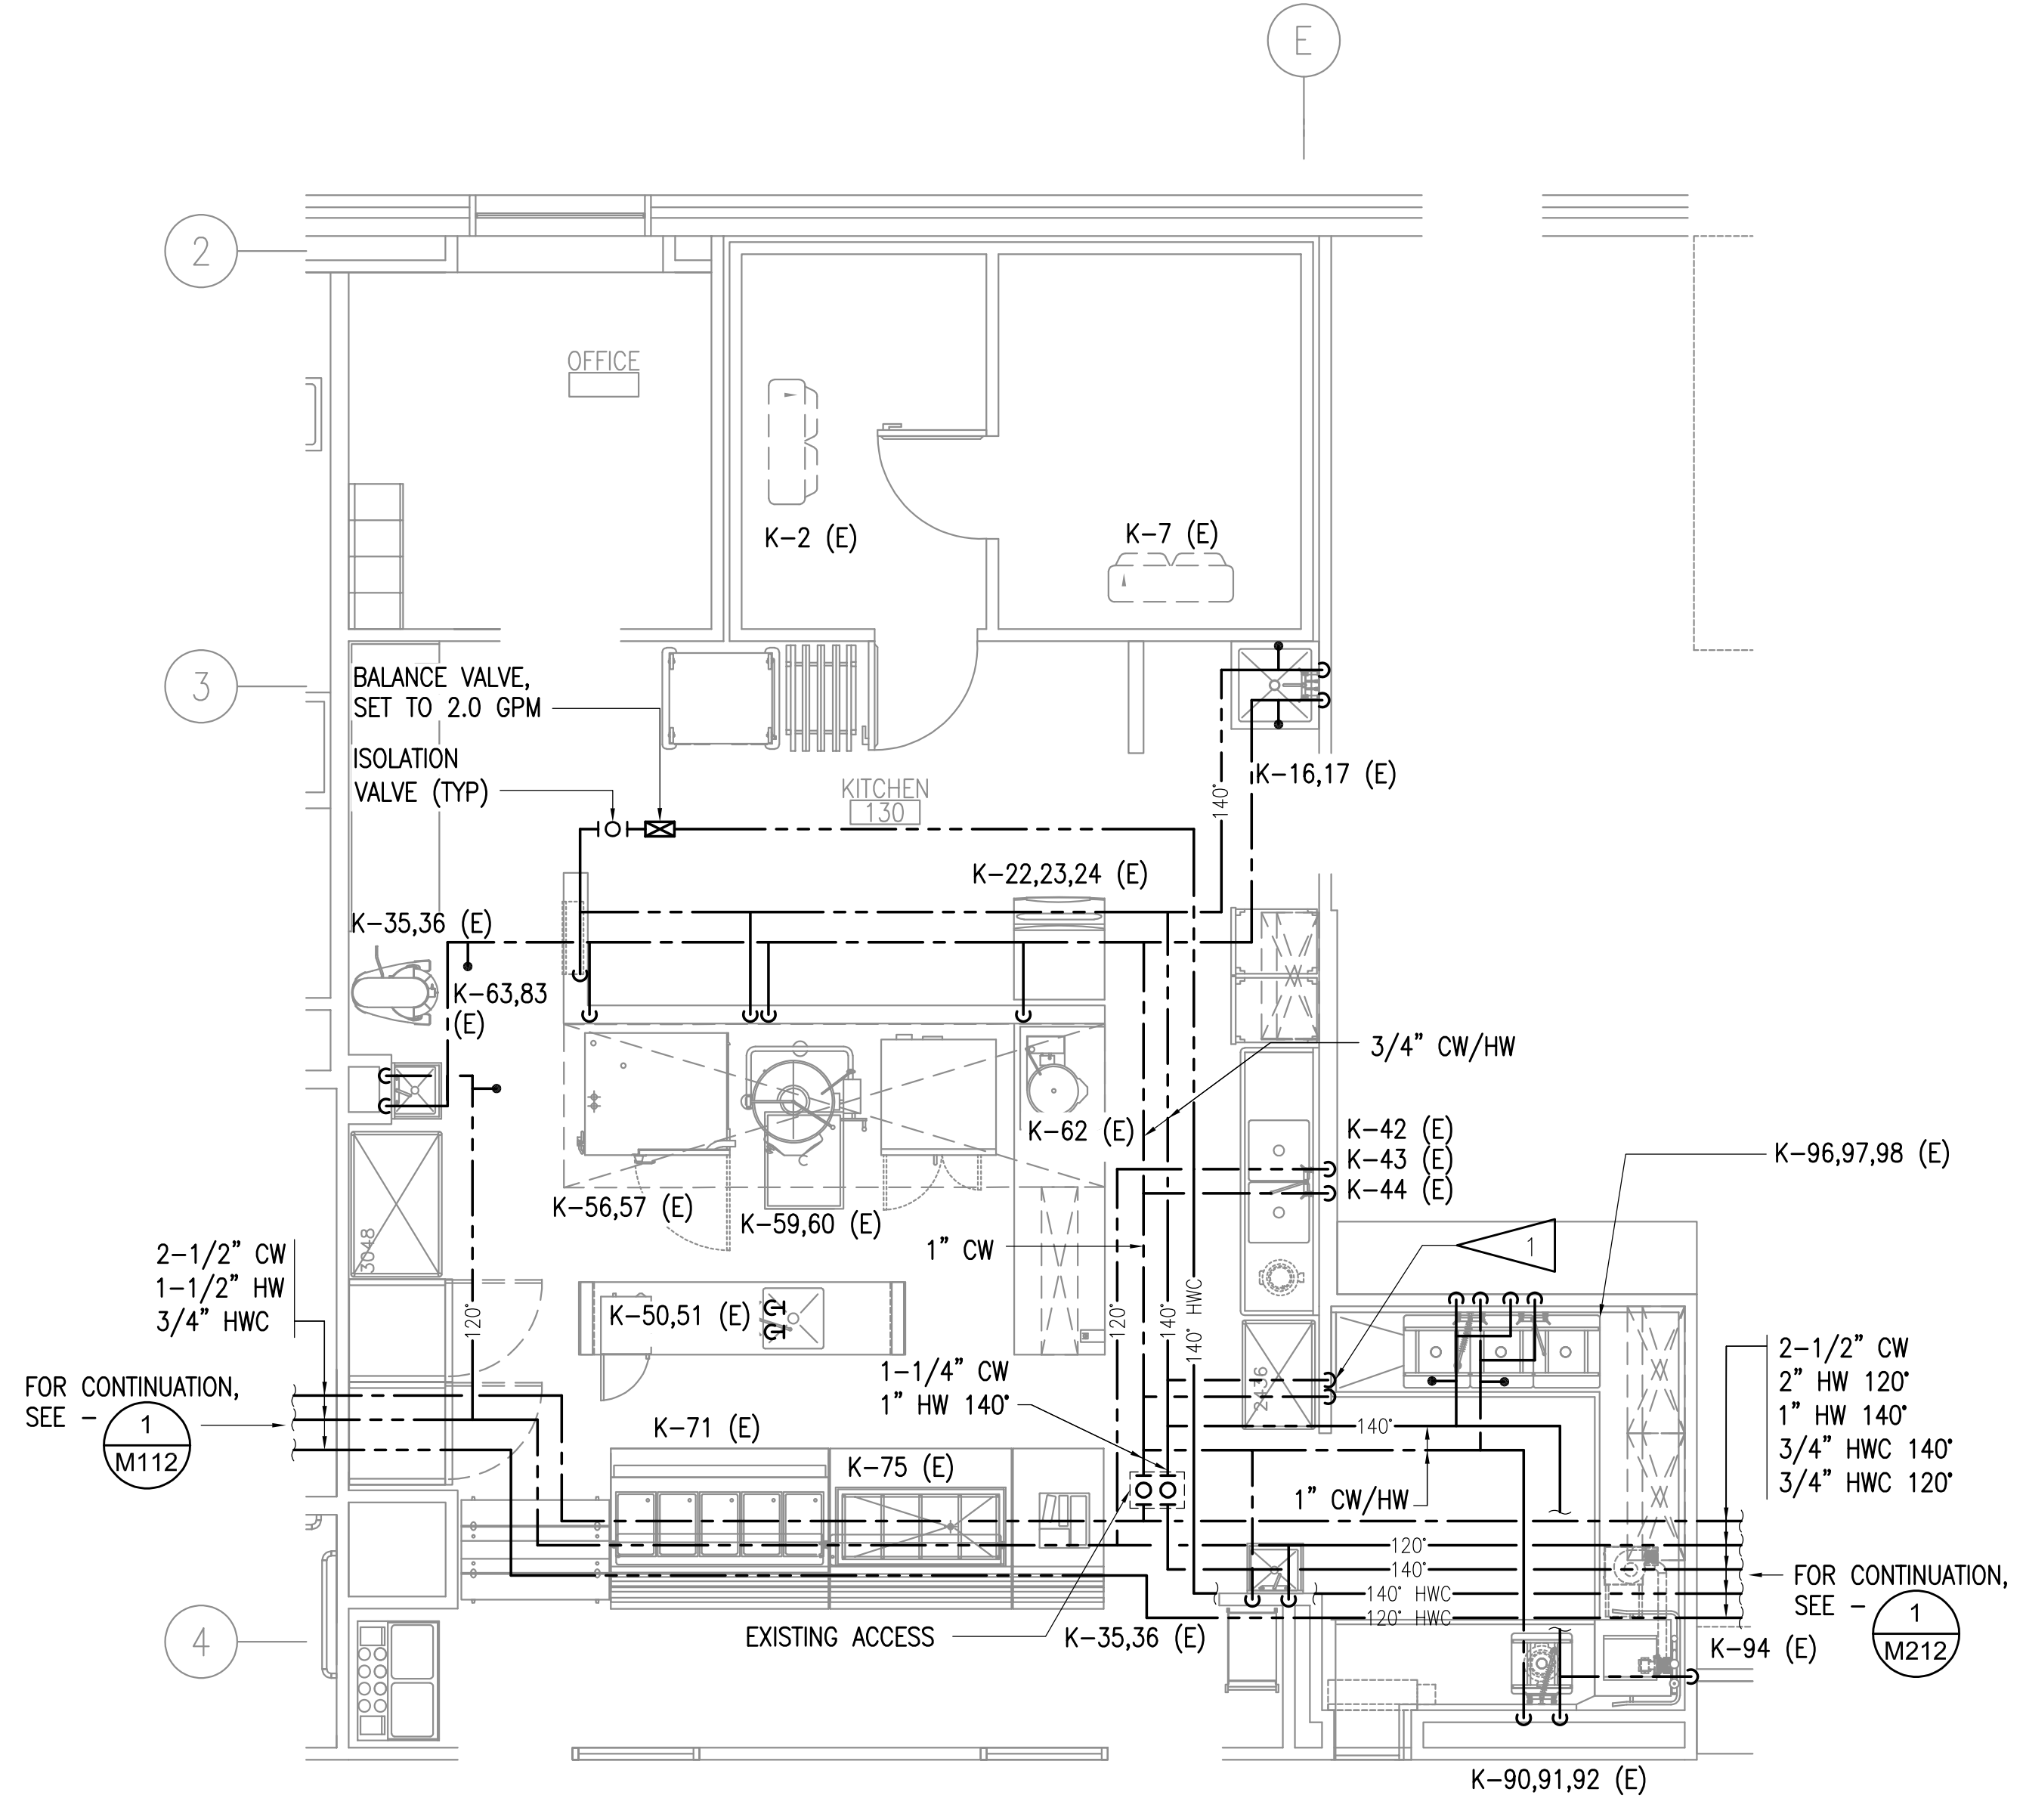 E
2
OFFICE
K-2 (E)
K-7 (E)
3
BALANCE VALVE,
SET TO 2.0 GPM
ISOLATION
VALVE (TYP)
KITCHEN
130
140°
K-16,17 (E)
K-22,23,24 (E)
K-35,36 (E)
K-63,83
(E)
3/4” CW/HW
K-62 (E)
K-42 (E)
K-43 (E)
K-44 (E)
K-96,97,98 (E)
K-56,57 (E)
K-59,60 (E)
3048
1” CW
1
2-1/2” CW
1-1/2” HW
3/4” HWC
120°
K-50,51 (E)
120°
140°
140° HWC
2-1/2” CW
2” HW 120°
1” HW 140°
3/4” HWC 140°
3/4” HWC 120°
1-1/4” CW
1” HW 140°
2436
FOR CONTINUATION,
SEE -
1
M112
K-71 (E)
K-75 (E)
140°
1” CW/HW
120°
140°
140° HWC
120° HWC
FOR CONTINUATION,
SEE -
1
M212
4
EXISTING ACCESS
K-35,36 (E)
K-94 (E)
K-90,91,92 (E)